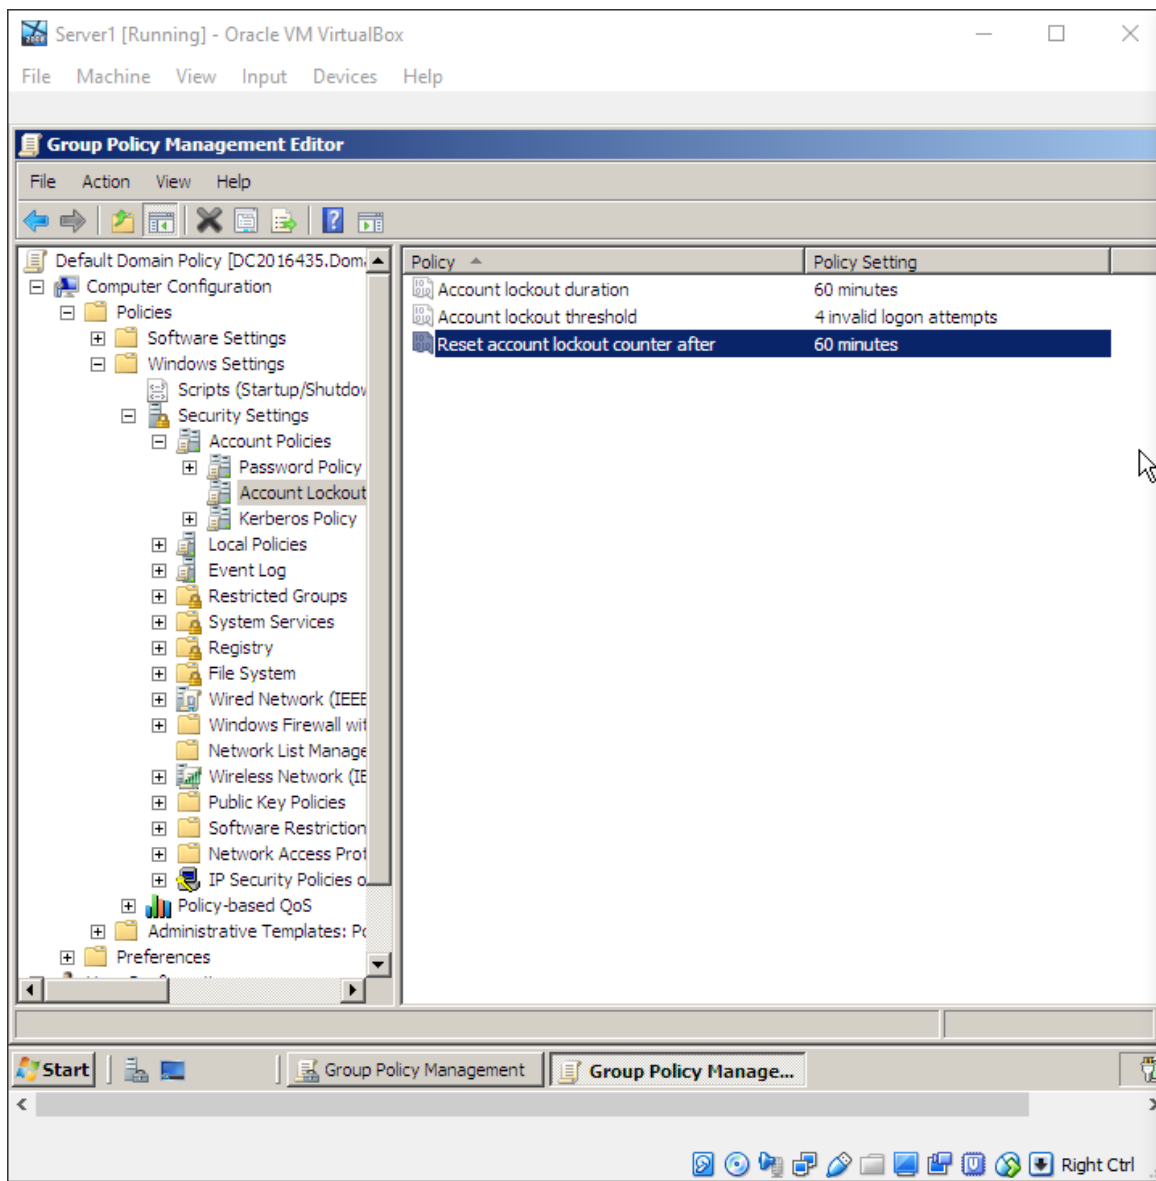 Server1 [Running] - Oracle VM VirtualBox
File Machine View Input Devices Help
Group Policy Management Editor
File Action View Help
Default Domain Policy [DC2016435.Dom
Computer Configuration
Policies
Software Settings
Windows Settings
Scripts (Startup/Shutdov
Security Settings
Account Policies
Password Policy
Account Lockout
Kerberos Policy
Local Policies
Event Log
Restricted Groups
System Services
Registry
File System
Wired Network (IEEE
Windows Firewall wit
Network List Manage
Wireless Network (IE
Public Key Policies
Software Restriction
Network Access Prot
IP Security Policies o
Policy-based QoS
Administrative Templates: Po
Preferences
Policy Policy Setting
Account lockout duration 60 minutes
Account lockout threshold 4 invalid logon attempts
Reset account lockout counter after 60 minutes
Start Group Policy Management Group Policy Manage...
Right Ctrl